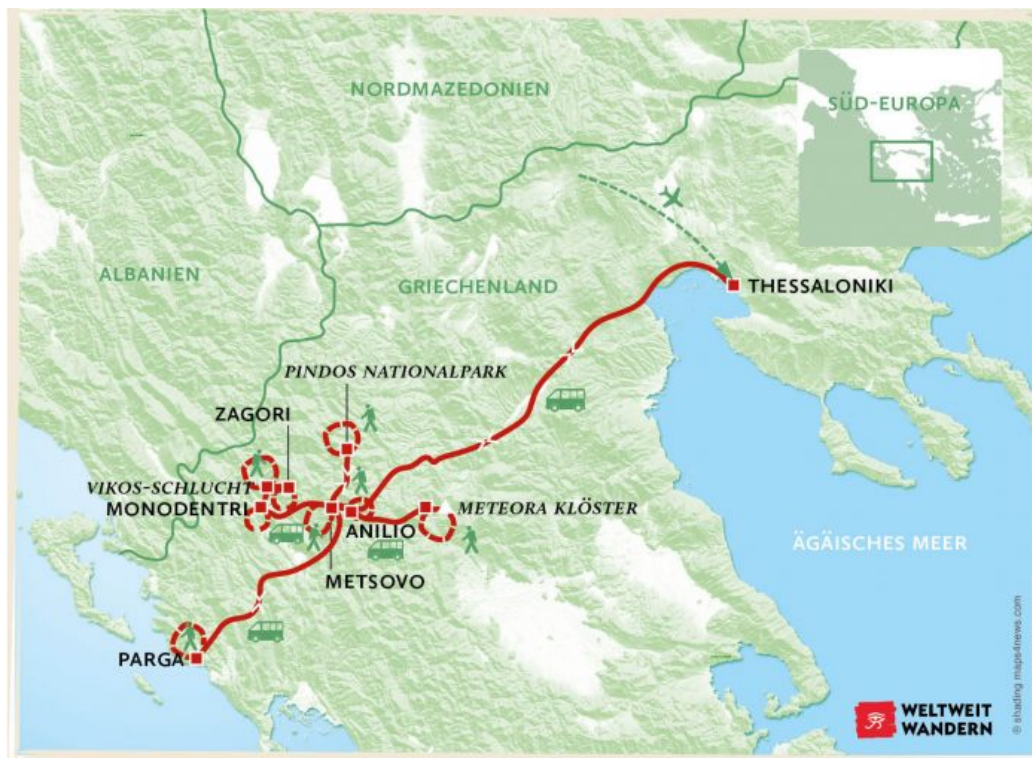 NORDMAZEDONIEN
SÜD-EUROPA
ALBANIEN
GRIECHENLAND
THESSALONIKI
PINDOS NATIONALPARK
ZAGORI
VIKOS-SCHLUCHT
MONODENTRI
METEORA KLÖSTER
ANILIO
ÄGÄISCHES MEER
METSOVO
PARGA
WELTWEIT
WANDERN
© shading maps4news.com